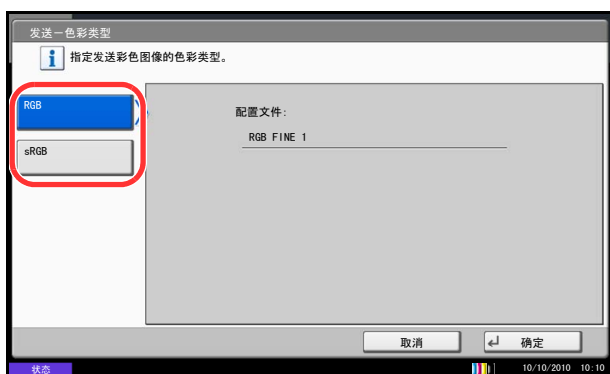 发送－色彩类型
指定发送彩色图像的色彩类型。
RGB
sRGB
配置文件:
RGB FINE 1
取消
确定
状态
10/10/2010 10:10